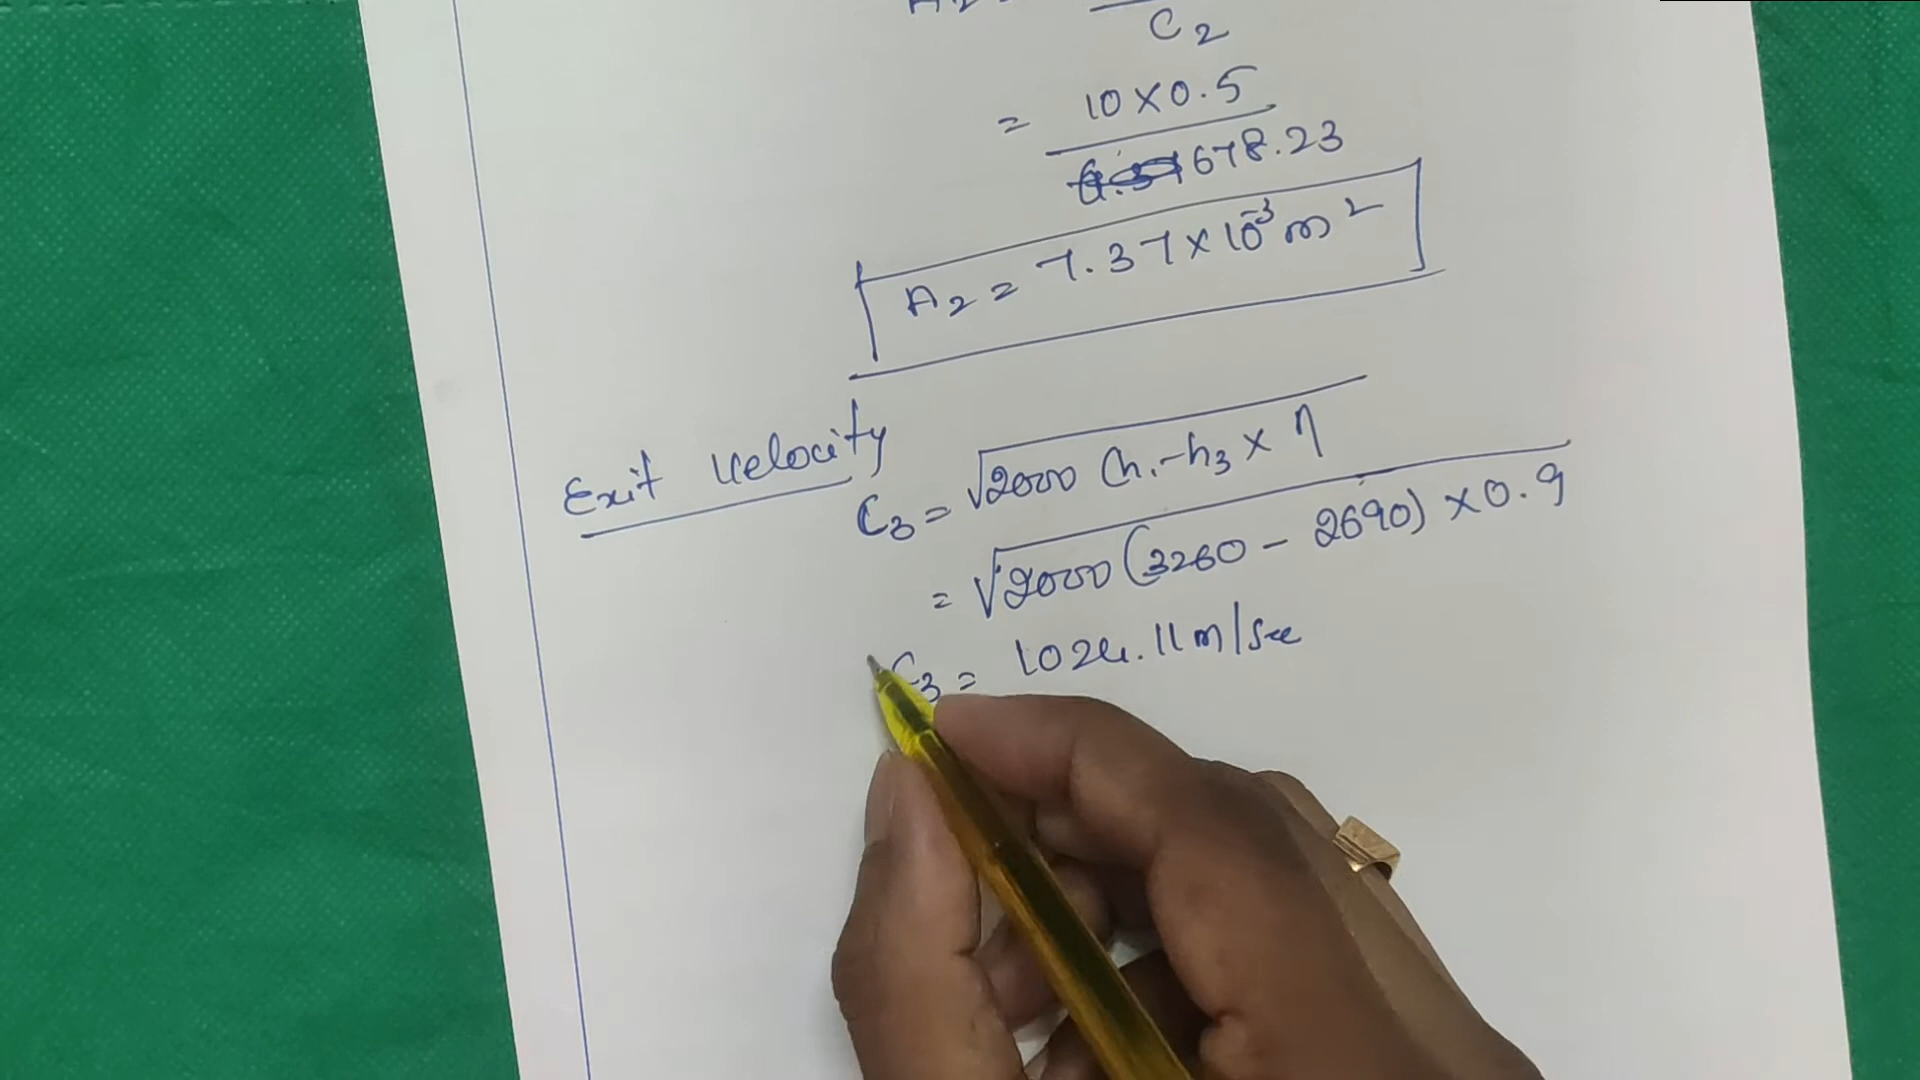 C2
= 10 X 0.5
678.23
A2 = 7.37 X 10-3 m2
Exit Velocity
C3 = √2000 (h1-h3 X η
= √2000 (3260 - 2690) X 0.9
C3 = 1024.11 m/sec